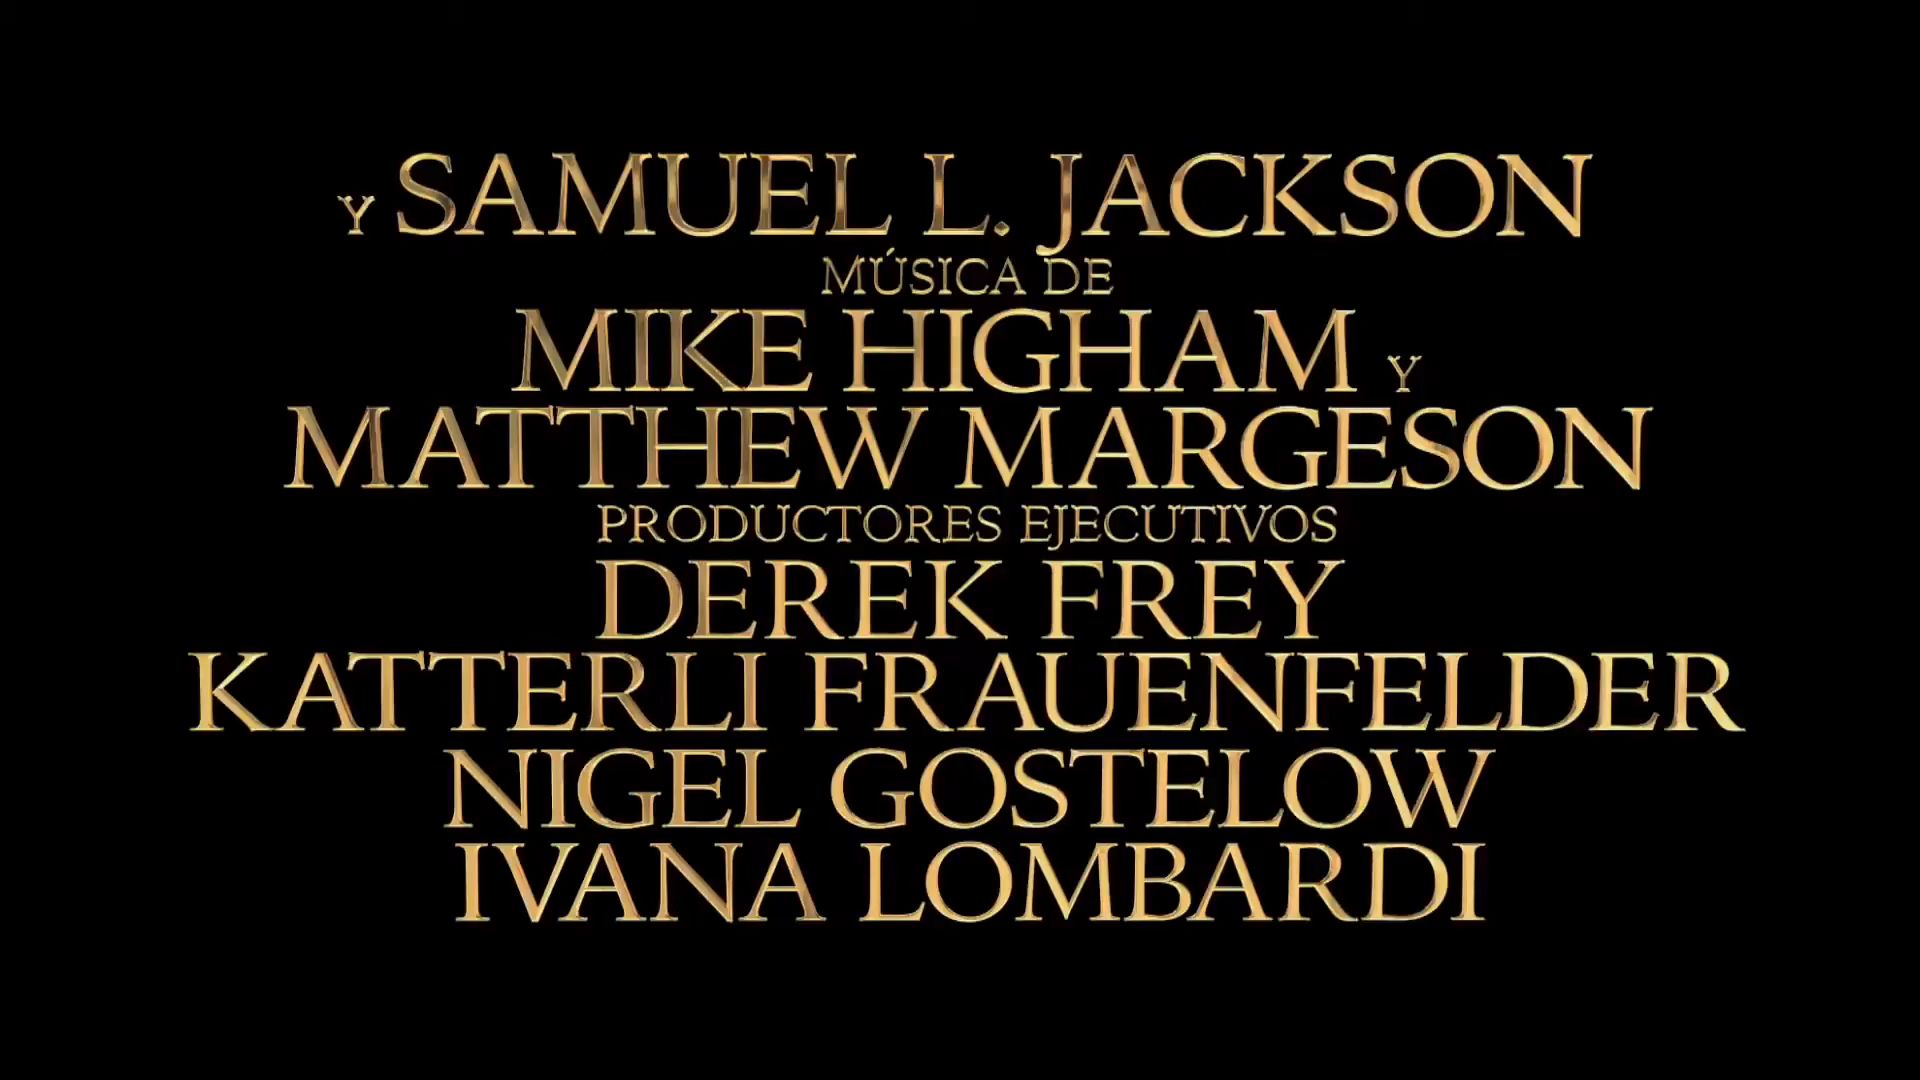 Y SAMUEL L. JACKSON
MÚSICA DE
MIKE HIGHAM Y
MATTHEW MARGESON
PRODUCTORES EJECUTIVOS
DEREK FREY
KATTERLI FRAUENFELDER
NIGEL GOSTELOW
IVANA LOMBARDI